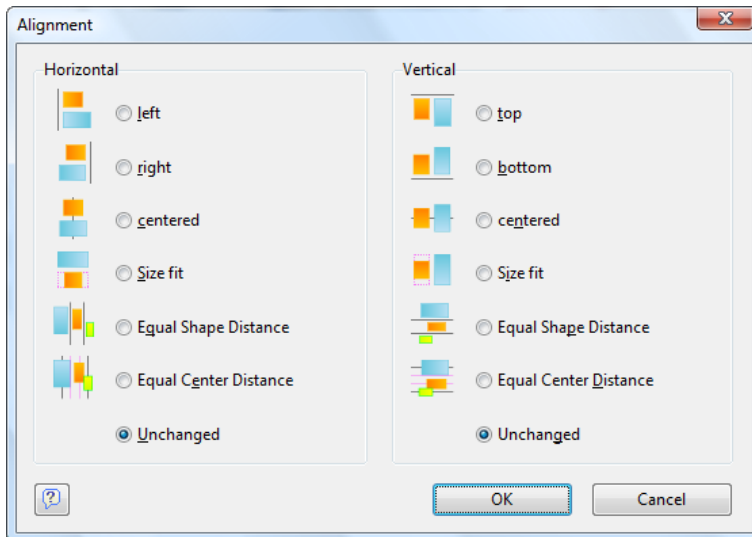 Alignment
Horizontal
left
right
centered
Size fit
Equal Shape Distance
Equal Center Distance
Unchanged
Vertical
top
bottom
centered
Size fit
Equal Shape Distance
Equal Center Distance
Unchanged
OK
Cancel